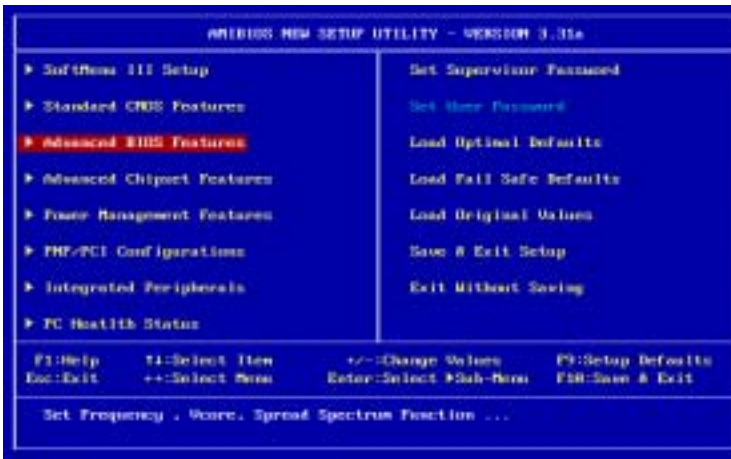 AMIBIOS NEW SETUP UTILITY - VERSION 3.31a
▶ SoftMenu III Setup
▶ Standard CMOS Features
▶ Advanced BIOS Features
▶ Advanced Chipset Features
▶ Power Management Features
▶ PNP/PCI Configurations
▶ Integrated Peripherals
▶ PC Health Status
Set Supervisor Password
Set User Password
Load Optimal Defaults
Load Fail Safe Defaults
Load Original Values
Save & Exit Setup
Exit Without Saving
F1:Help ↑↓:Select Item +/-:Change Values F9:Setup Defaults
Esc:Exit ←→:Select Menu Enter:Select ▶Sub-Menu F10:Save & Exit
Set Frequency , Vcore, Spread Spectrum Function ...